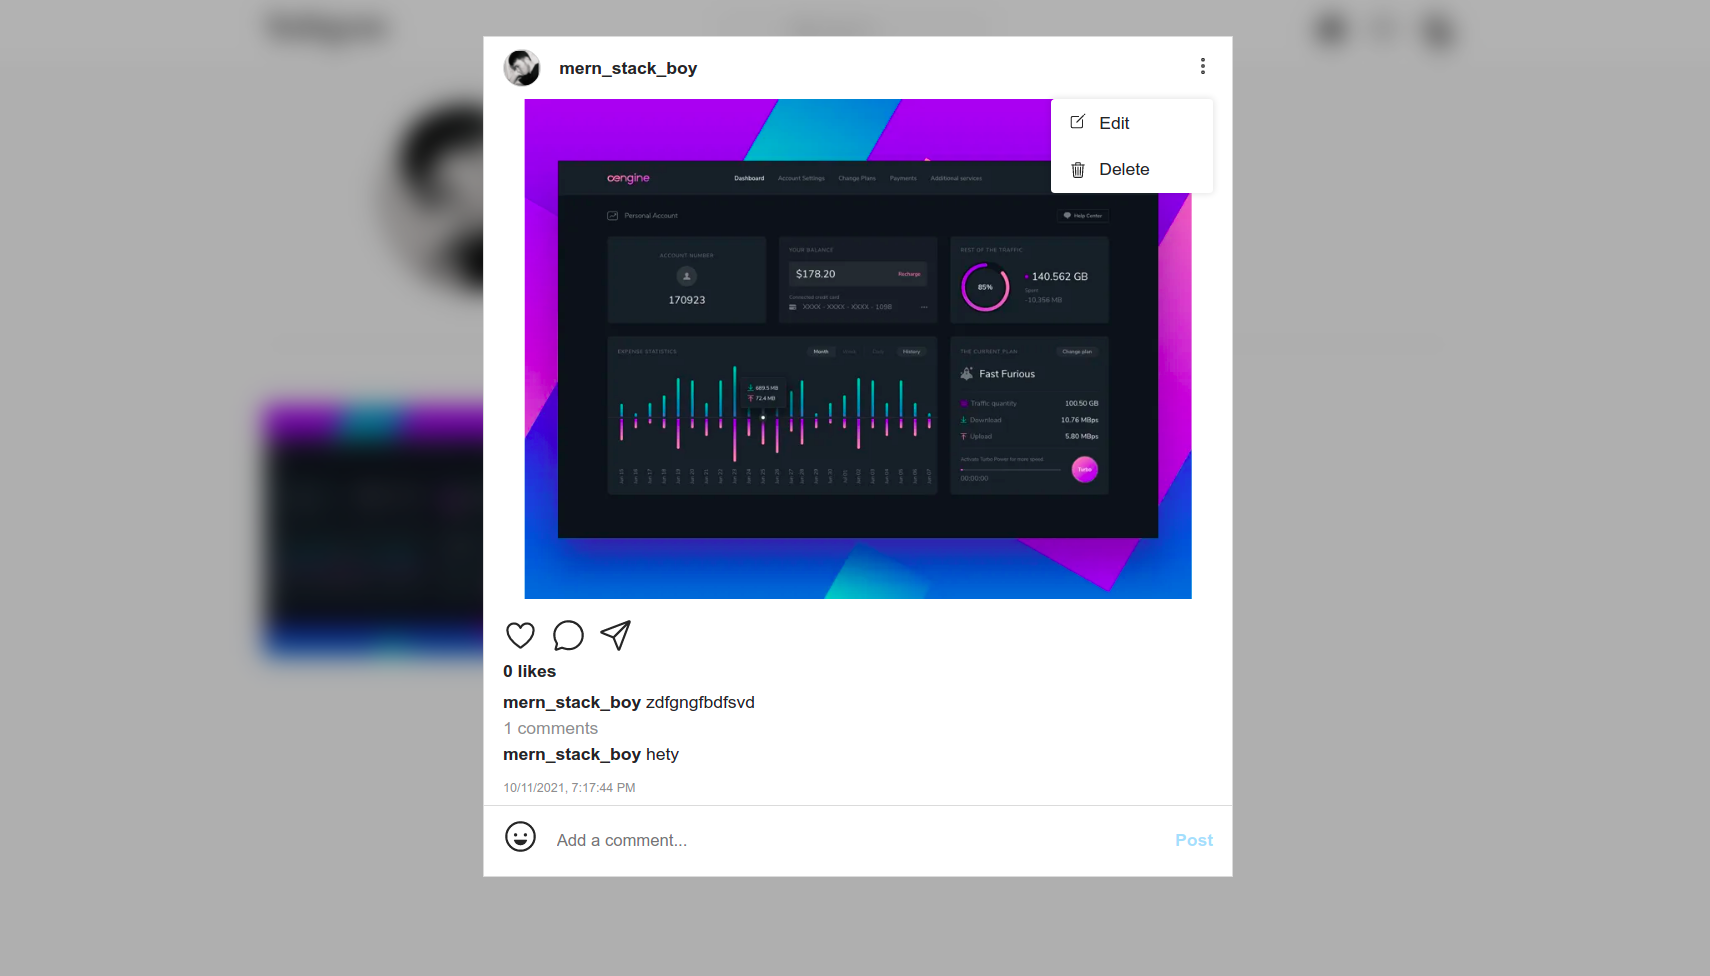 mern_stack_boy
Edit
Delete
oengine
Dashboard Account Settings Change Plans Payments Additional services
Personal Account
Help Center
ACCOUNT NUMBER
170923
YOUR BALANCE
$178.20
Recharge
Connected credit card
XXXX - XXXX - XXXX - 109B
REST OF THE TRAFFIC
85%
140.562 GB
Spent
-10.356 MB
EXPENSE STATISTICS
Month
History
689.5 MB
72.4 MB
THE CURRENT PLAN
Change plan
Fast Furious
Traffic quantity 100.50 GB
Download 10.76 MBps
Upload 5.80 MBps
Activate Turbo Power for more speed
00:00:00
Turbo
0 likes
mern_stack_boy zdfgngfbdfsvd
1 comments
mern_stack_boy hety
10/11/2021, 7:17:44 PM
Add a comment...
Post